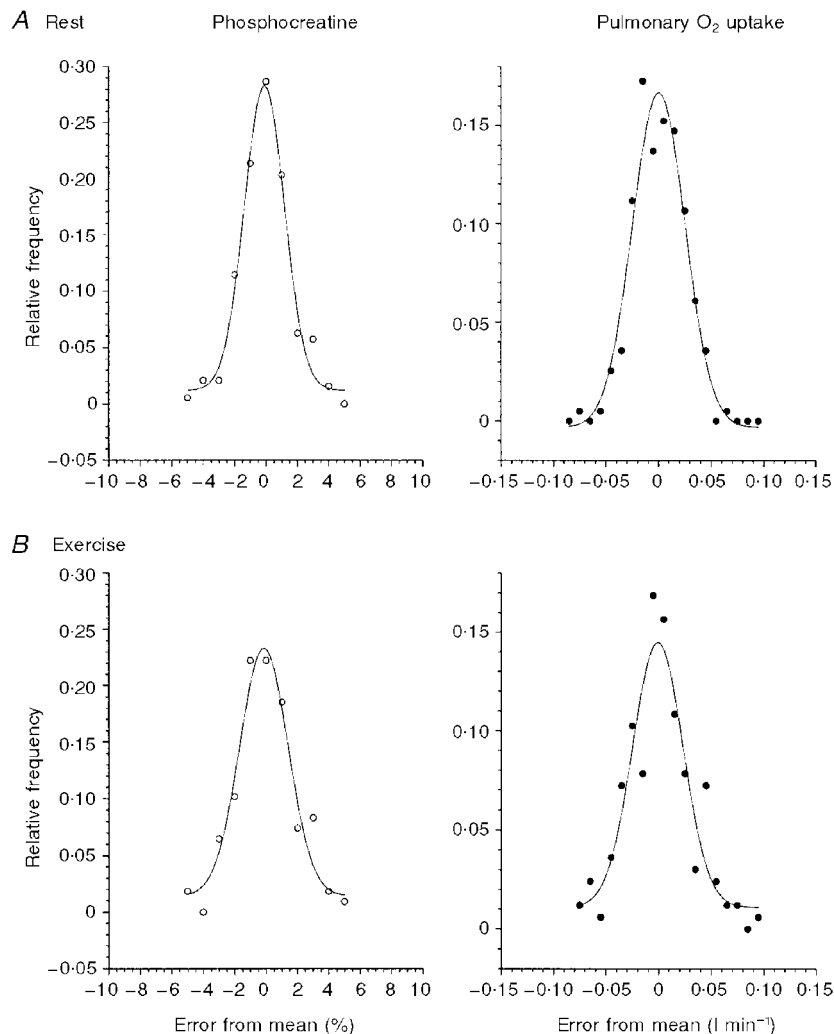 A Rest Phosphocreatine Pulmonary O₂ uptake
Relative frequency
0·30
0·25
0·20
0·15
0·10
0·05
0
−0·05
−10 −8 −6 −4 −2 0 2 4 6 8 10
0·15
0·10
0·05
0
−0·15 −0·05 0 0·05 0·10 0·15
B Exercise
Relative frequency
0·30
0·25
0·20
0·15
0·10
0·05
0
−0·05
−10 −8 −6 −4 −2 0 2 4 6 8 10
Error from mean (%)
0·15
0·10
0·05
0
−0·15 −0·05 0 0·05 0·10 0·15
Error from mean (l min⁻¹)